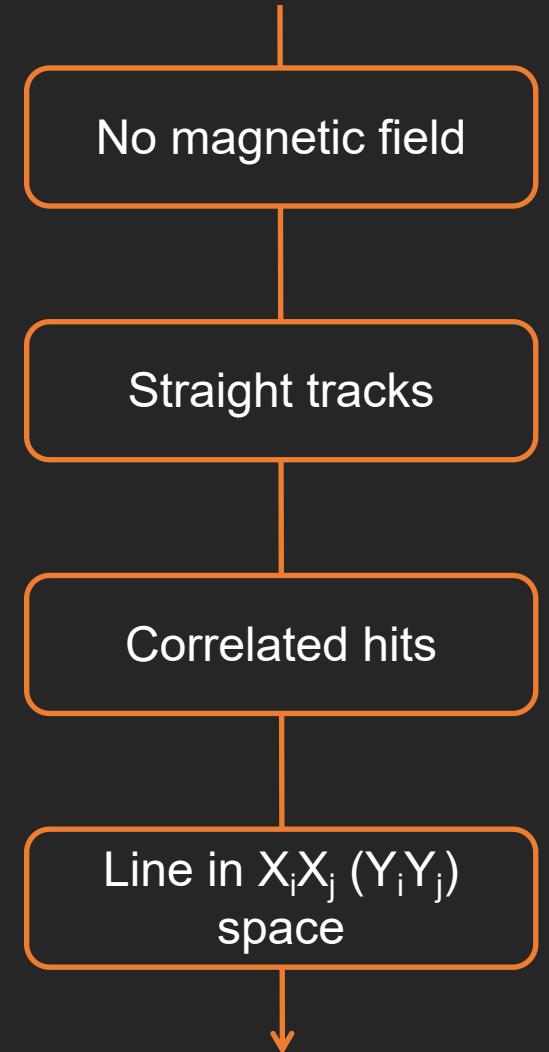 No magnetic field
Straight tracks
Correlated hits
Line in XᵢXⱼ (YᵢYⱼ)
space